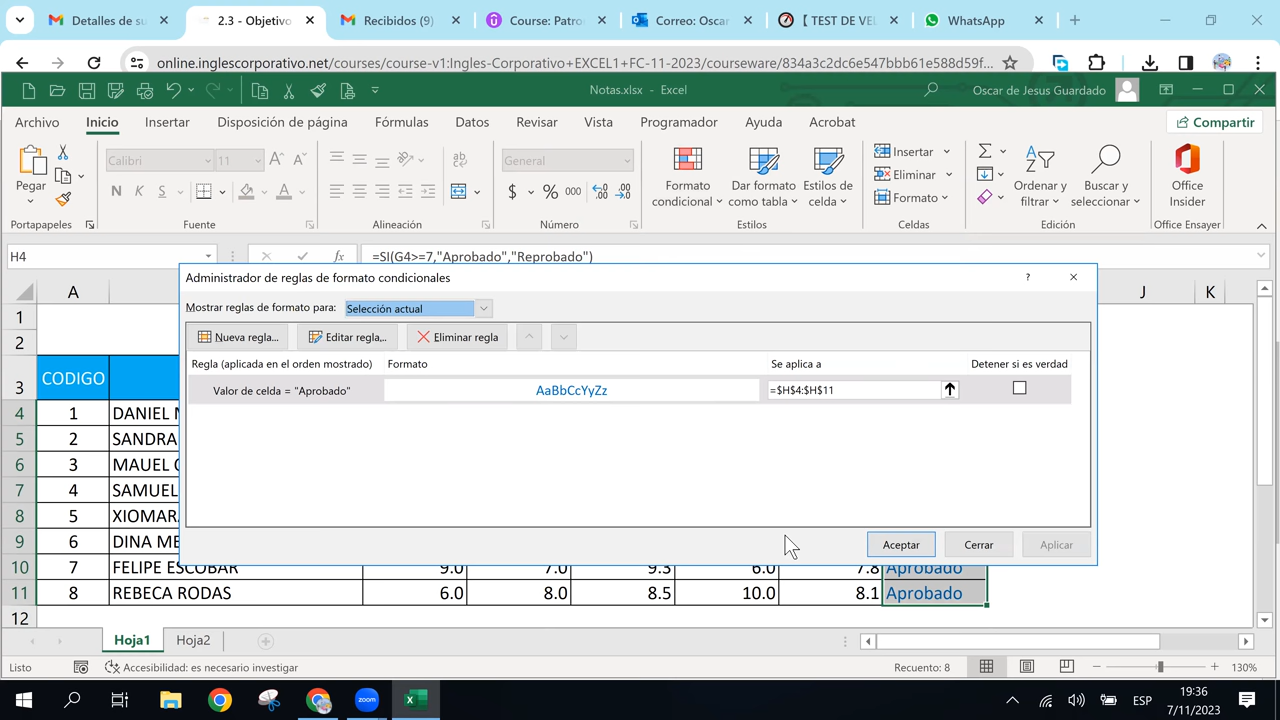 Detalles de su
2.3 - Objetivo
Recibidos (9)
Course: Patro
Correo: Oscar
【 TEST DE VEL
WhatsApp
online.inglescorporativo.net/courses/course-v1:Ingles-Corporativo+EXCEL1+FC-11-2023/courseware/834a3c2dc6e547bbb61e588d59f...
Notas.xlsx - Excel
Oscar de Jesus Guardado
Archivo Inicio Insertar Disposición de página Fórmulas Datos Revisar Vista Programador Ayuda Acrobat Compartir
Pegar
Calibri 11
N K S
ab
General
$ % 000
Formato condicional
Dar formato como tabla
Estilos de celda
Insertar
Eliminar
Formato
Ordenar y filtrar
Buscar y seleccionar
Office Insider
Portapapeles Fuente Alineación Número Estilos Celdas Edición Office Ensayer
H4
fx
=SI(G4>=7,"Aprobado","Reprobado")
A J K
Administrador de reglas de formato condicionales
? ×
Mostrar reglas de formato para: Selección actual
Nueva regla... Editar regla,.. Eliminar regla
Regla (aplicada en el orden mostrado) Formato Se aplica a Detener si es verdad
Valor de celda = "Aprobado" AaBbCcYyZz =$H$4:$H$11
Aceptar Cerrar Aplicar
1
2
3 CODIGO
4 1 DANIEL M
5 2 SANDRA
6 3 MAUEL
7 4 SAMUEL
8 5 XIOMARA
9 6 DINA ME
10 7 FELIPE ESCOBAR 9.0 7.0 9.3 6.0 7.8 Aprobado
11 8 REBECA RODAS 6.0 8.0 8.5 10.0 8.1 Aprobado
12
Hoja1 Hoja2
Listo Accesibilidad: es necesario investigar Recuento: 8 130%
zoom
ESP
19:36
7/11/2023